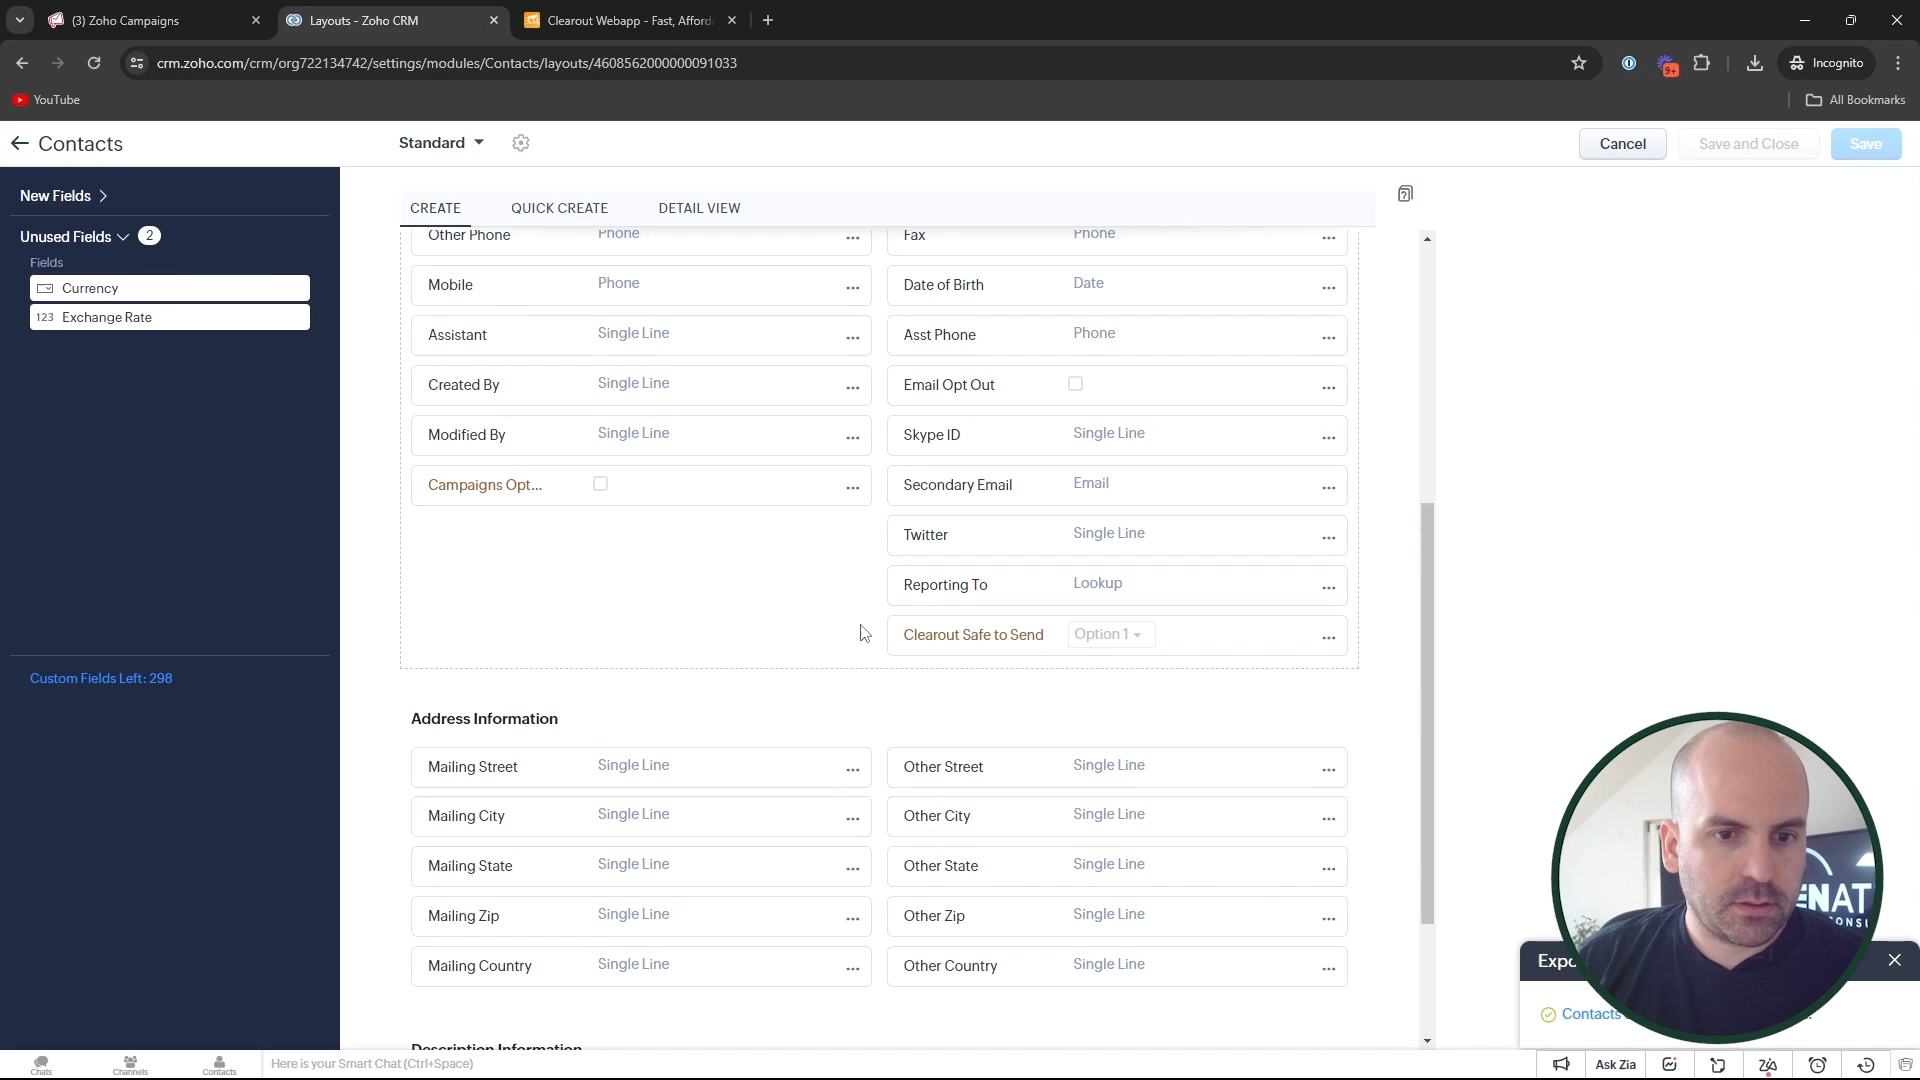 (3) Zoho Campaigns
Layouts - Zoho CRM
Clearout Webapp - Fast, Afforda
crm.zoho.com/crm/org722134742/settings/modules/Contacts/layouts/4608562000000091033
9+
Incognito
YouTube
All Bookmarks
Contacts
Standard
Cancel
Save and Close
Save
New Fields
Unused Fields 2
Fields
Currency
123 Exchange Rate
Custom Fields Left: 298
CREATE
QUICK CREATE
DETAIL VIEW
Other Phone Phone
Fax Phone
Mobile Phone
Date of Birth Date
Assistant Single Line
Asst Phone Phone
Created By Single Line
Email Opt Out
Modified By Single Line
Skype ID Single Line
Campaigns Opt...
Secondary Email Email
Twitter Single Line
Reporting To Lookup
Clearout Safe to Send Option 1
Address Information
Mailing Street Single Line
Other Street Single Line
Mailing City Single Line
Other City Single Line
Mailing State Single Line
Other State Single Line
Mailing Zip Single Line
Other Zip Single Line
Mailing Country Single Line
Other Country Single Line
Description Information
ENAT
CONSU
Expo
Contacts
Chats
Channels
Contacts
Here is your Smart Chat (Ctrl+Space)
Ask Zia